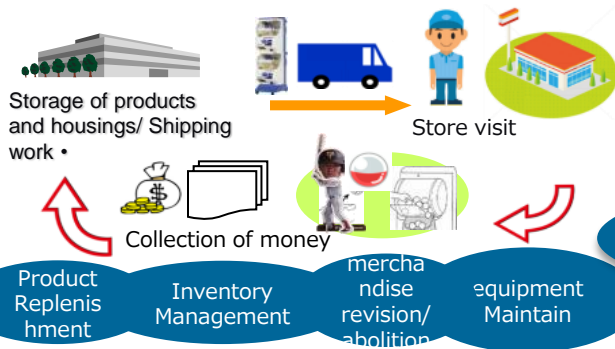 Storage of products
and housings/ Shipping
work •
Store visit
Collection of money
Product
Replenis
hment
Inventory
Management
mercha
ndise
revision/
abolition
equipment
Maintain